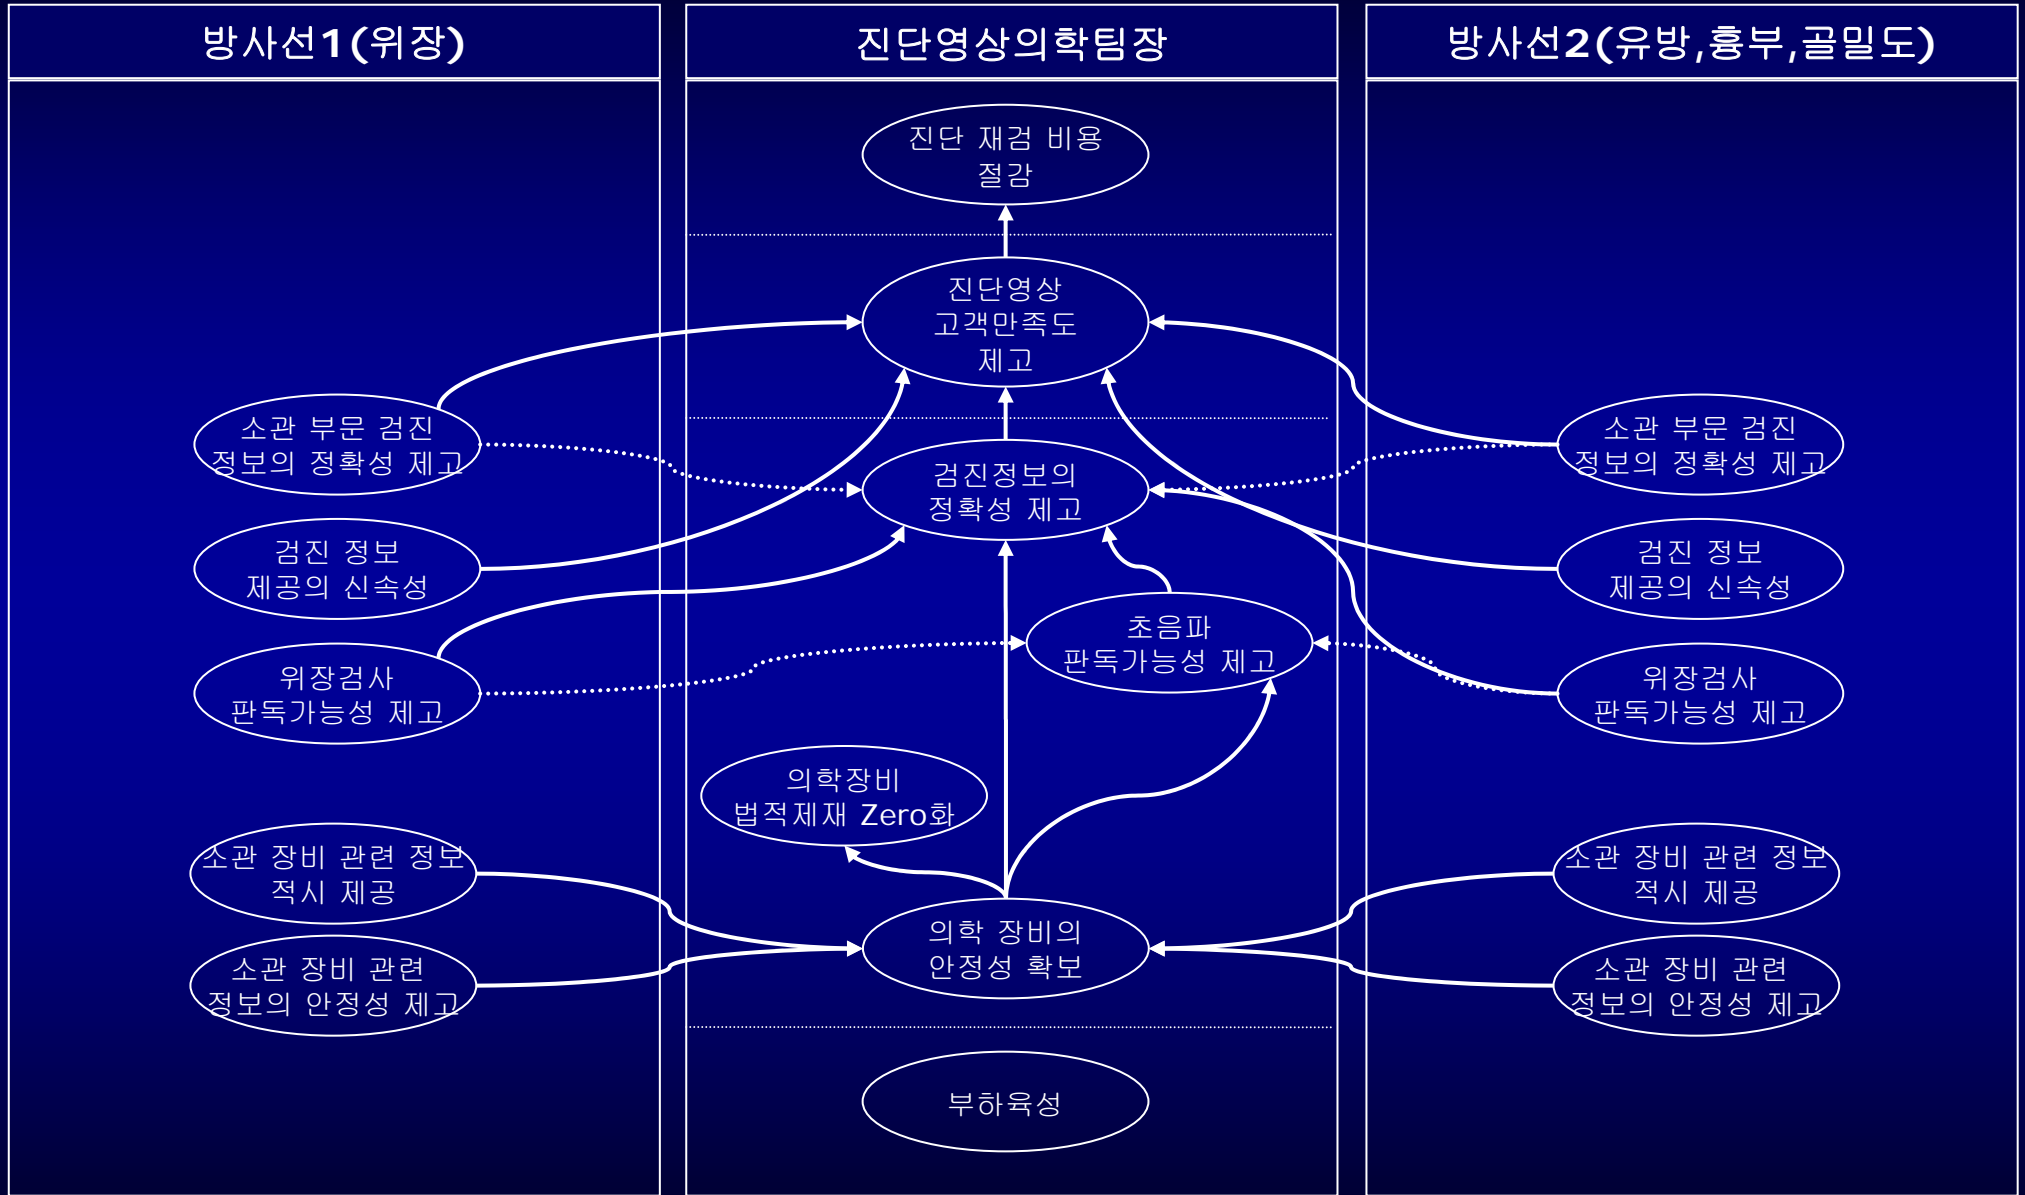 방사선1(위장)
진단영상의학팀장
방사선2(유방,흉부,골밀도)
진단 재검 비용
절감
진단영상
고객만족도
제고
소관 부문 검진
정보의 정확성 제고
검진정보의
정확성 제고
소관 부문 검진
정보의 정확성 제고
검진 정보
제공의 신속성
검진 정보
제공의 신속성
위장검사
판독가능성 제고
초음파
판독가능성 제고
위장검사
판독가능성 제고
의학장비
법적제재 Zero화
소관 장비 관련 정보
적시 제공
소관 장비 관련 정보
적시 제공
소관 장비 관련
정보의 안정성 제고
의학 장비의
안정성 확보
소관 장비 관련
정보의 안정성 제고
부하육성